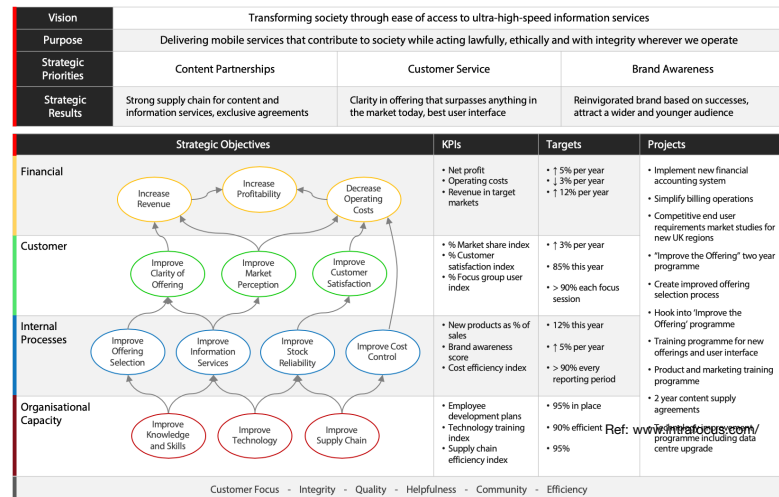 Vision
Transforming society through ease of access to ultra-high-speed information services
Purpose
Delivering mobile services that contribute to society while acting lawfully, ethically and with integrity wherever we operate
Strategic
Priorities
Content Partnerships
Customer Service
Brand Awareness
Strategic
Results
Strong supply chain for content and
information services, exclusive agreements
Clarity in offering that surpasses anything in
the market today, best user interface
Reinvigorated brand based on successes,
attract a wider and younger audience
Strategic Objectives
KPIs
Targets
Projects
Financial
Increase
Revenue
Increase
Profitability
Decrease
Operating
Costs
• Net profit
• Operating costs
• Revenue in target
markets
• ↑ 5% per year
• ↓ 3% per year
• ↑ 12% per year
Customer
Improve
Clarity of
Offering
Improve
Market
Perception
Improve
Customer
Satisfaction
• % Market share index
• % Customer
satisfaction index
• % Focus group user
index
• ↑ 3% per year
• 85% this year
• > 90% each focus
session
Internal
Processes
Improve
Offering
Selection
Improve
Information
Services
Improve
Stock
Reliability
Improve Cost
Control
• New products as % of
sales
• Brand awareness
score
• Cost efficiency index
• 12% this year
• ↑ 5% per year
• > 90% every
reporting period
Organisational
Capacity
Improve
Knowledge
and Skills
Improve
Technology
Improve
Supply Chain
• Employee
development plans
• Technology training
index
• Supply chain
efficiency index
• 95% in place
• 90% efficient
• 95%
• Implement new financial
accounting system
• Simplify billing operations
• Competitive end user
requirements market studies for
new UK regions
• "Improve the Offering" two year
programme
• Create improved offering
selection process
• Hook into 'Improve the
Offering' programme
• Training programme for new
offerings and user interface
• Product and marketing training
programme
• 2 year content supply
agreements
• Technology improvement
programme including data
centre upgrade
Ref: www.intrafocus.com/
Customer Focus - Integrity - Quality - Helpfulness - Community - Efficiency